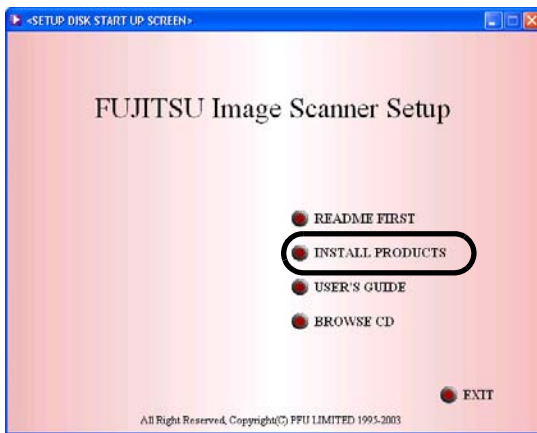 <SETUP DISK START UP SCREEN>
FUJITSU Image Scanner Setup
README FIRST
INSTALL PRODUCTS
USER'S GUIDE
BROWSE CD
EXIT
All Right Reserved, Copyright(C) PFU LIMITED 1995-2003